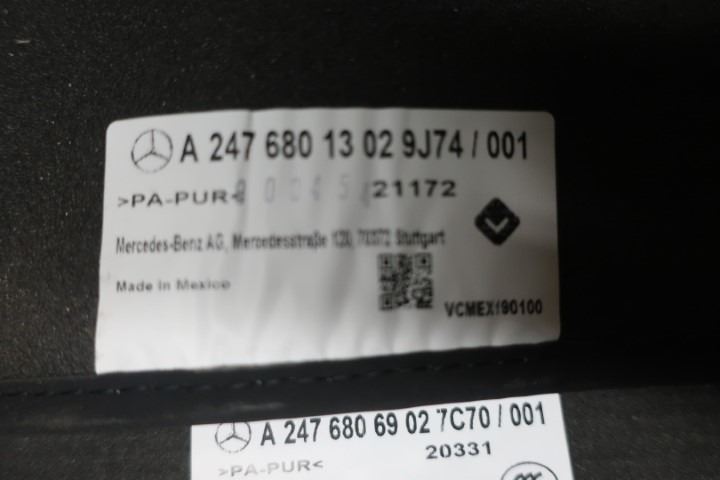 A 247 680 13 02 9J74 / 001
>PA-PUR< 21172
Mercedes-Benz AG, Mercedesstraße 120, 70372 Stuttgart
Made in Mexico
VCMEX190100
A 247 680 69 02 7C70 / 001
20331
>PA-PUR<